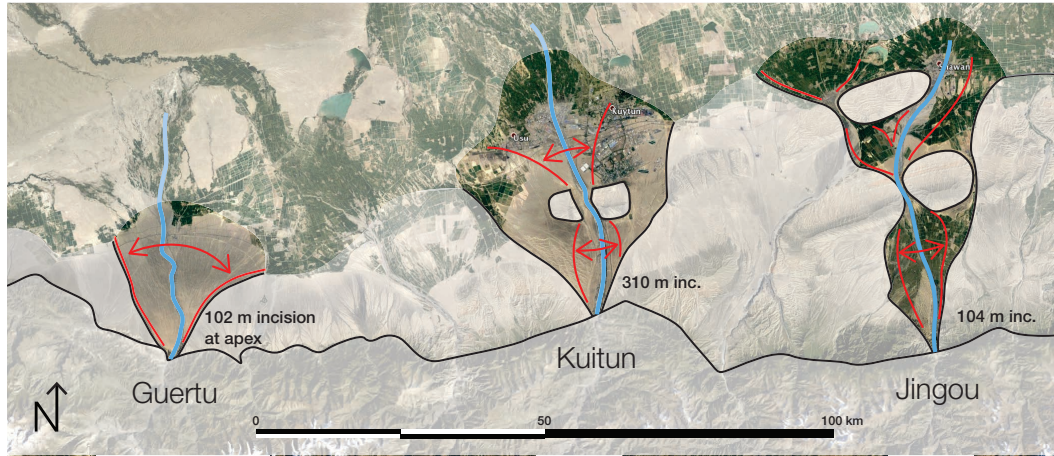 Shawan
Kuytun
Usu
310 m inc.
102 m incision
at apex
104 m inc.
Kuitun
Guertu
Jingou
N
0
50
100 km